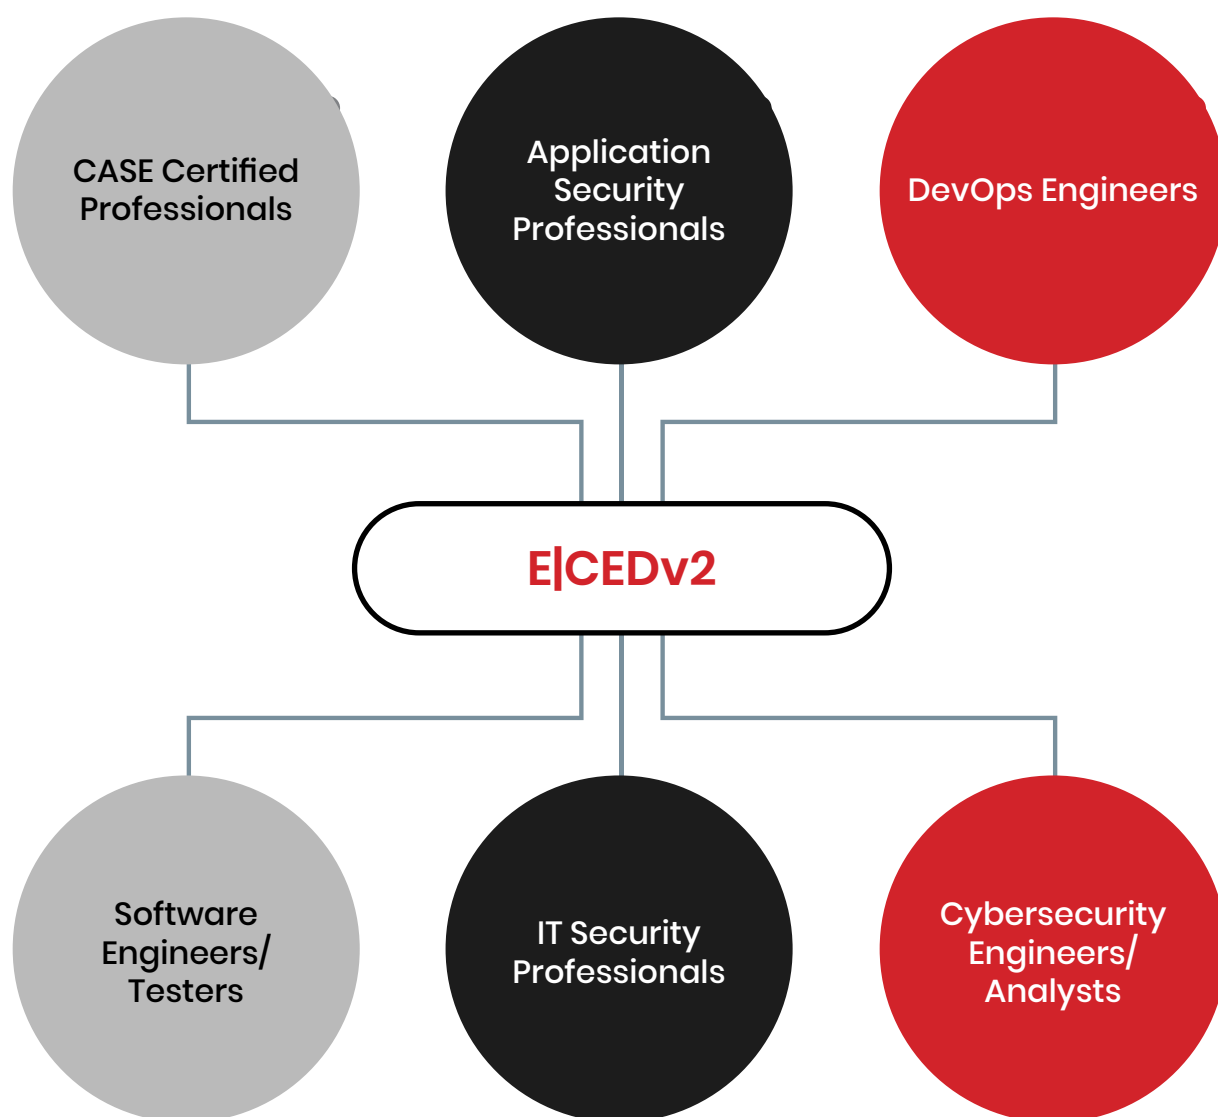 CASE Certified
Professionals
Application
Security
Professionals
DevOps Engineers
E|CEDv2
Software
Engineers/
Testers
IT Security
Professionals
Cybersecurity
Engineers/
Analysts